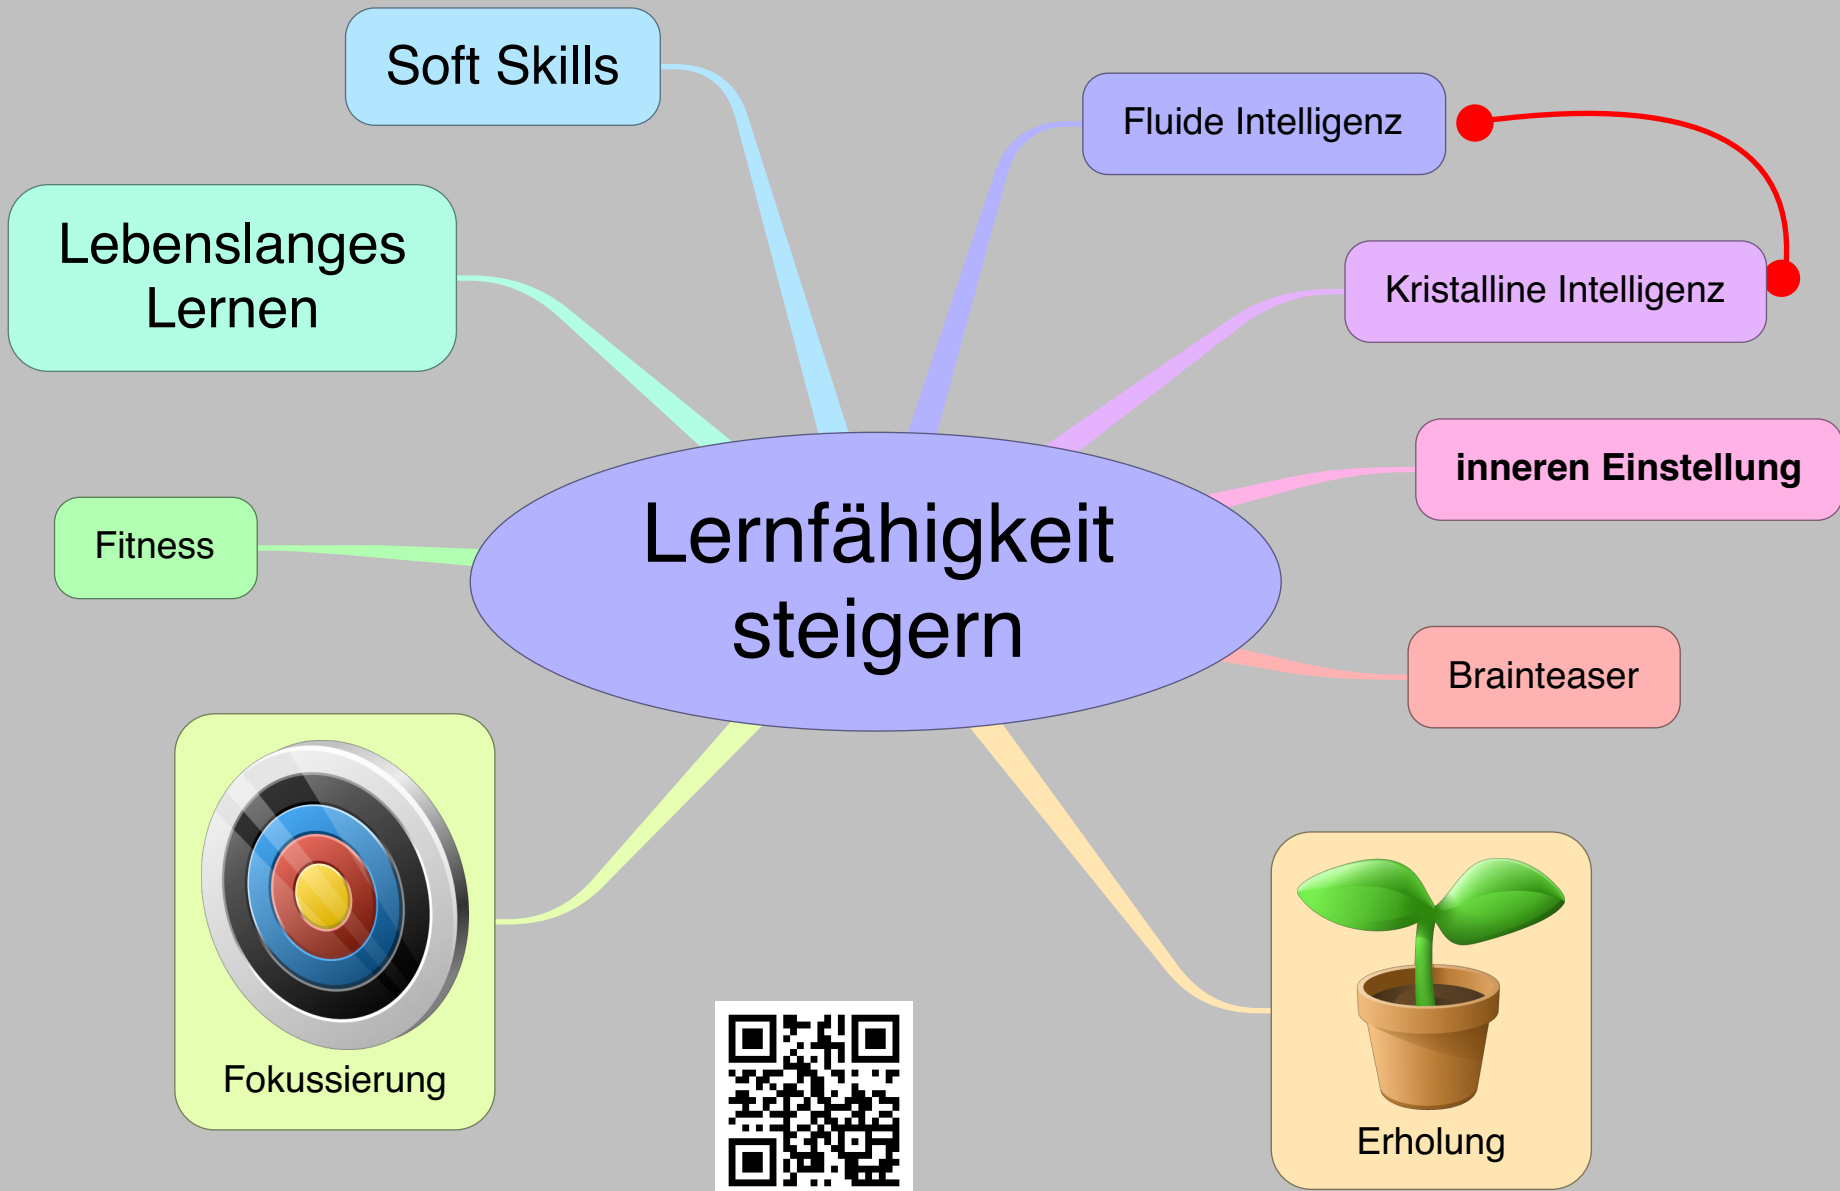 Soft Skills
Fluide Intelligenz
Lebenslanges
Lernen
Kristalline Intelligenz
inneren Einstellung
Lernfähigkeit
steigern
Fitness
Brainteaser
Fokussierung
Erholung